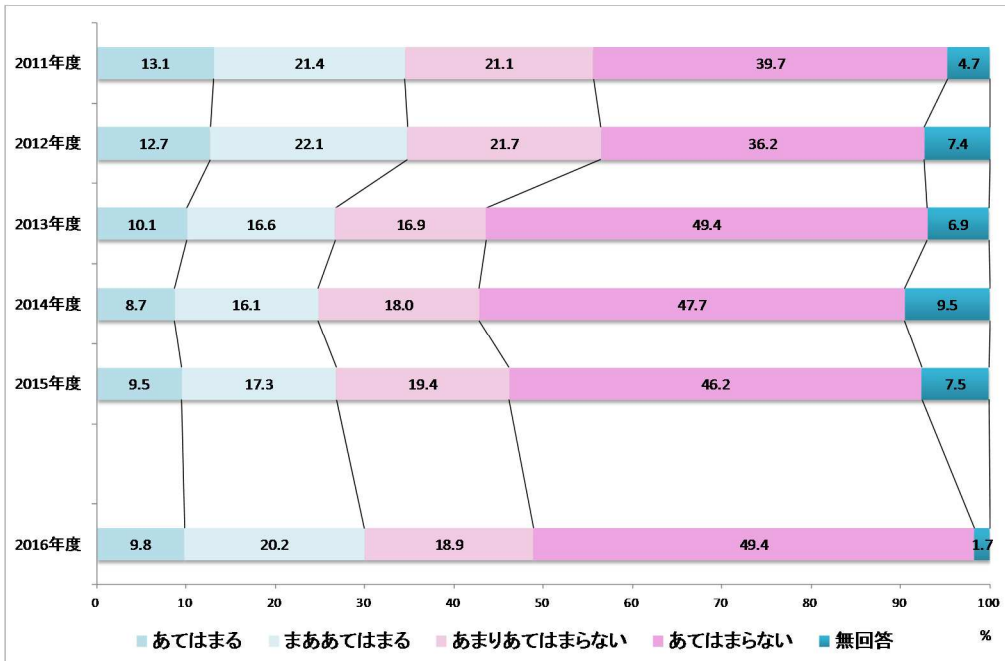 2011年度 13.1 21.4 21.1 39.7 4.7
2012年度 12.7 22.1 21.7 36.2 7.4
2013年度 10.1 16.6 16.9 49.4 6.9
2014年度 8.7 16.1 18.0 47.7 9.5
2015年度 9.5 17.3 19.4 46.2 7.5
2016年度 9.8 20.2 18.9 49.4 1.7
0 10 20 30 40 50 60 70 80 90 100
あてはまる まああてはまる あまりあてはまらない あてはまらない 無回答 %